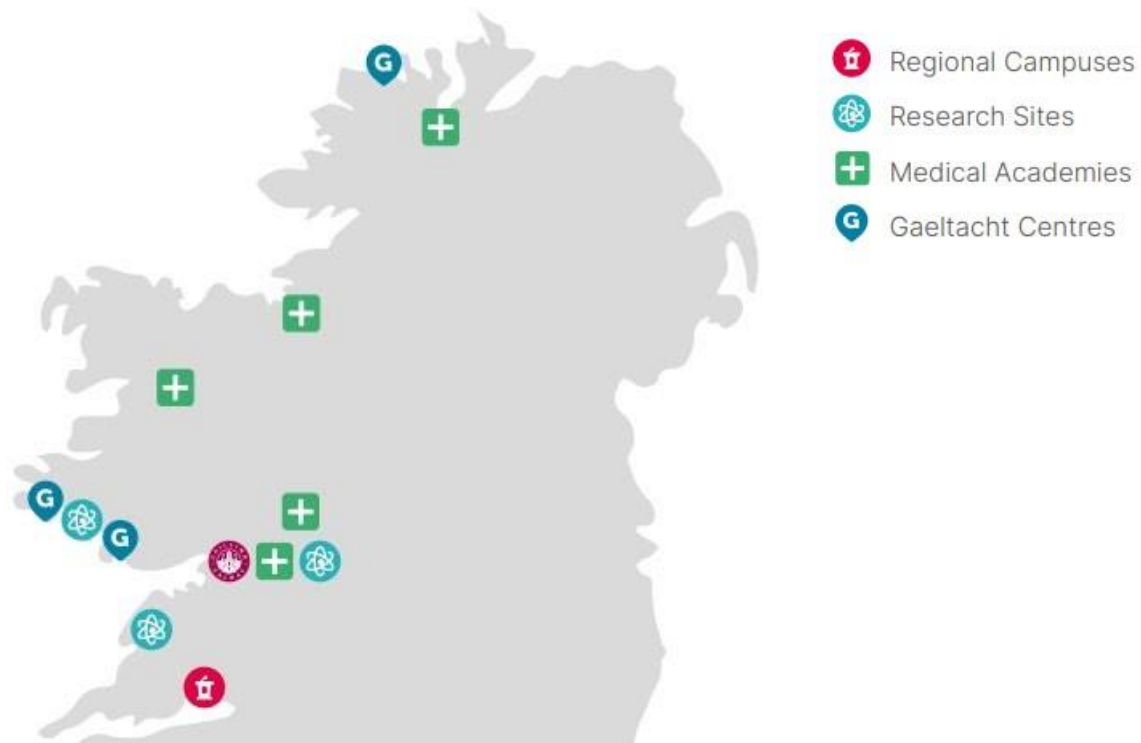 G
Regional Campuses
Research Sites
Medical Academies
G
Gaeltacht Centres
G
G